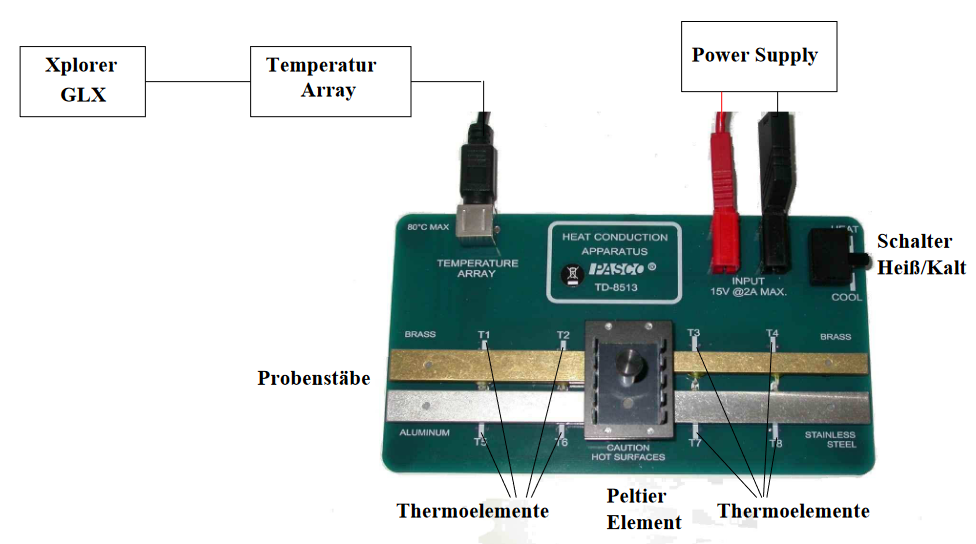 Xplorer
GLX
Temperatur
Array
Power Supply
80°C MAX
TEMPERATURE
ARRAY
HEAT CONDUCTION
APPARATUS
PASCO®
TD-8513
INPUT
15V @2A MAX.
HEAT
COOL
Schalter
Heiß/Kalt
BRASS
T1
T2
T3
T4
BRASS
Probenstäbe
ALUMINUM
T5
T6
CAUTION
HOT SURFACES
T7
T8
STAINLESS
STEEL
Thermoelemente
Peltier
Element
Thermoelemente